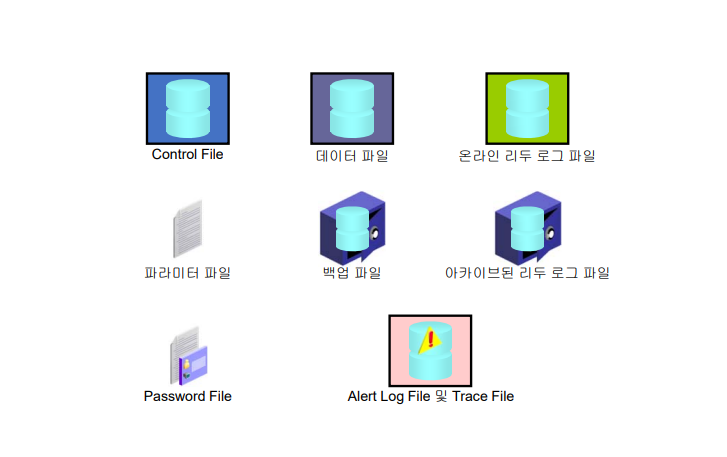 Control File
데이터 파일
온라인 리두 로그 파일
파라미터 파일
백업 파일
아카이브된 리두 로그 파일
Password File
Alert Log File 및 Trace File